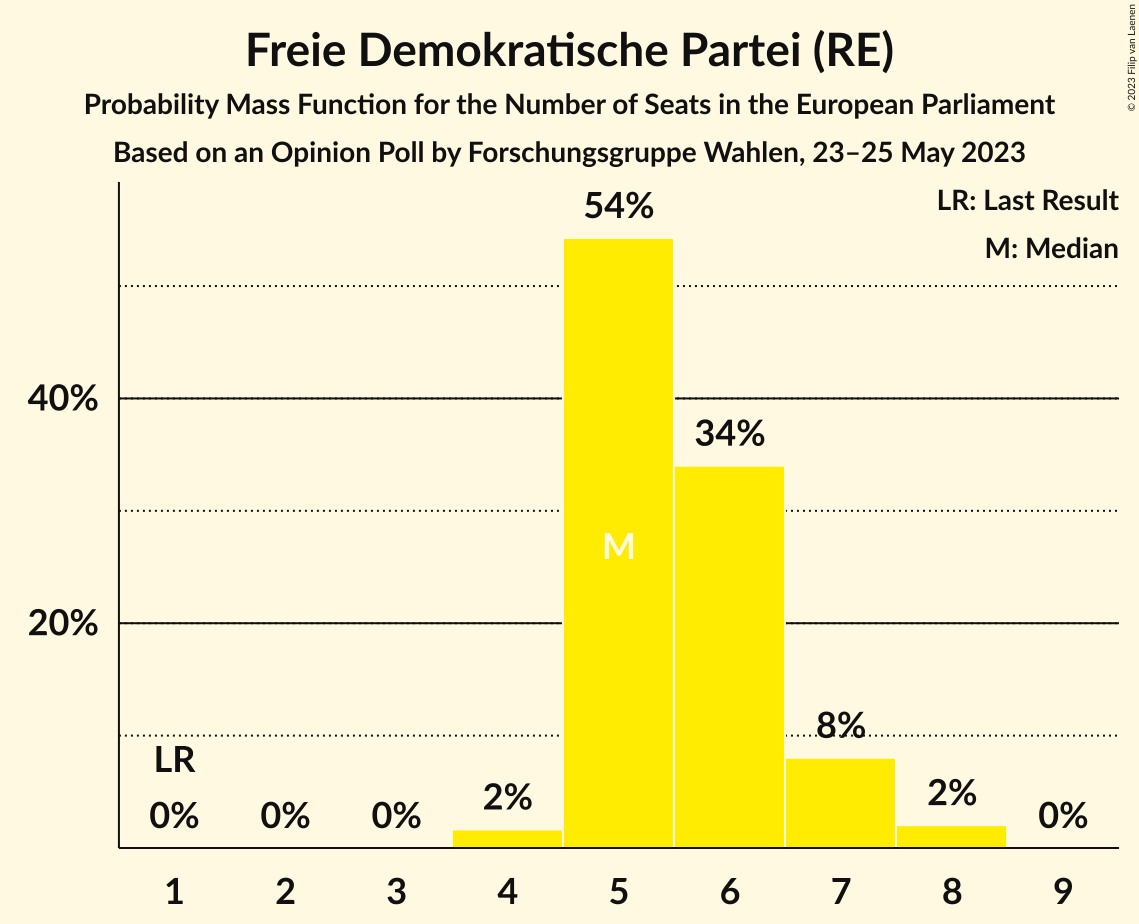 Freie Demokratische Partei (RE)
Probability Mass Function for the Number of Seats in the European Parliament
Based on an Opinion Poll by Forschungsgruppe Wahlen, 23–25 May 2023
© 2023 Filip van Laenen
LR: Last Result
M: Median
54%
40%
34%
M
20%
8%
LR
0%
0%
0%
2%
2%
0%
1
2
3
4
5
6
7
8
9